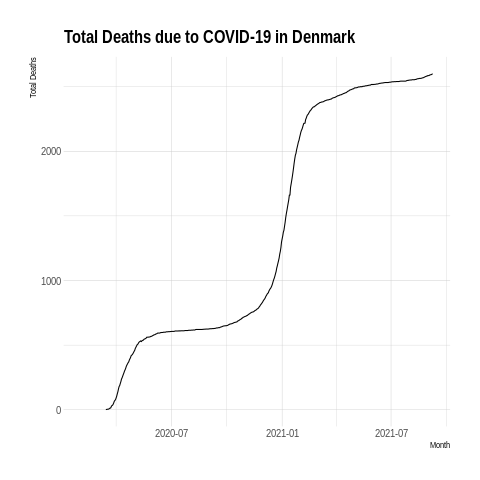 Total Deaths due to COVID-19 in Denmark
Total Deaths
2000
1000
0
2020-07
2021-01
2021-07
Month